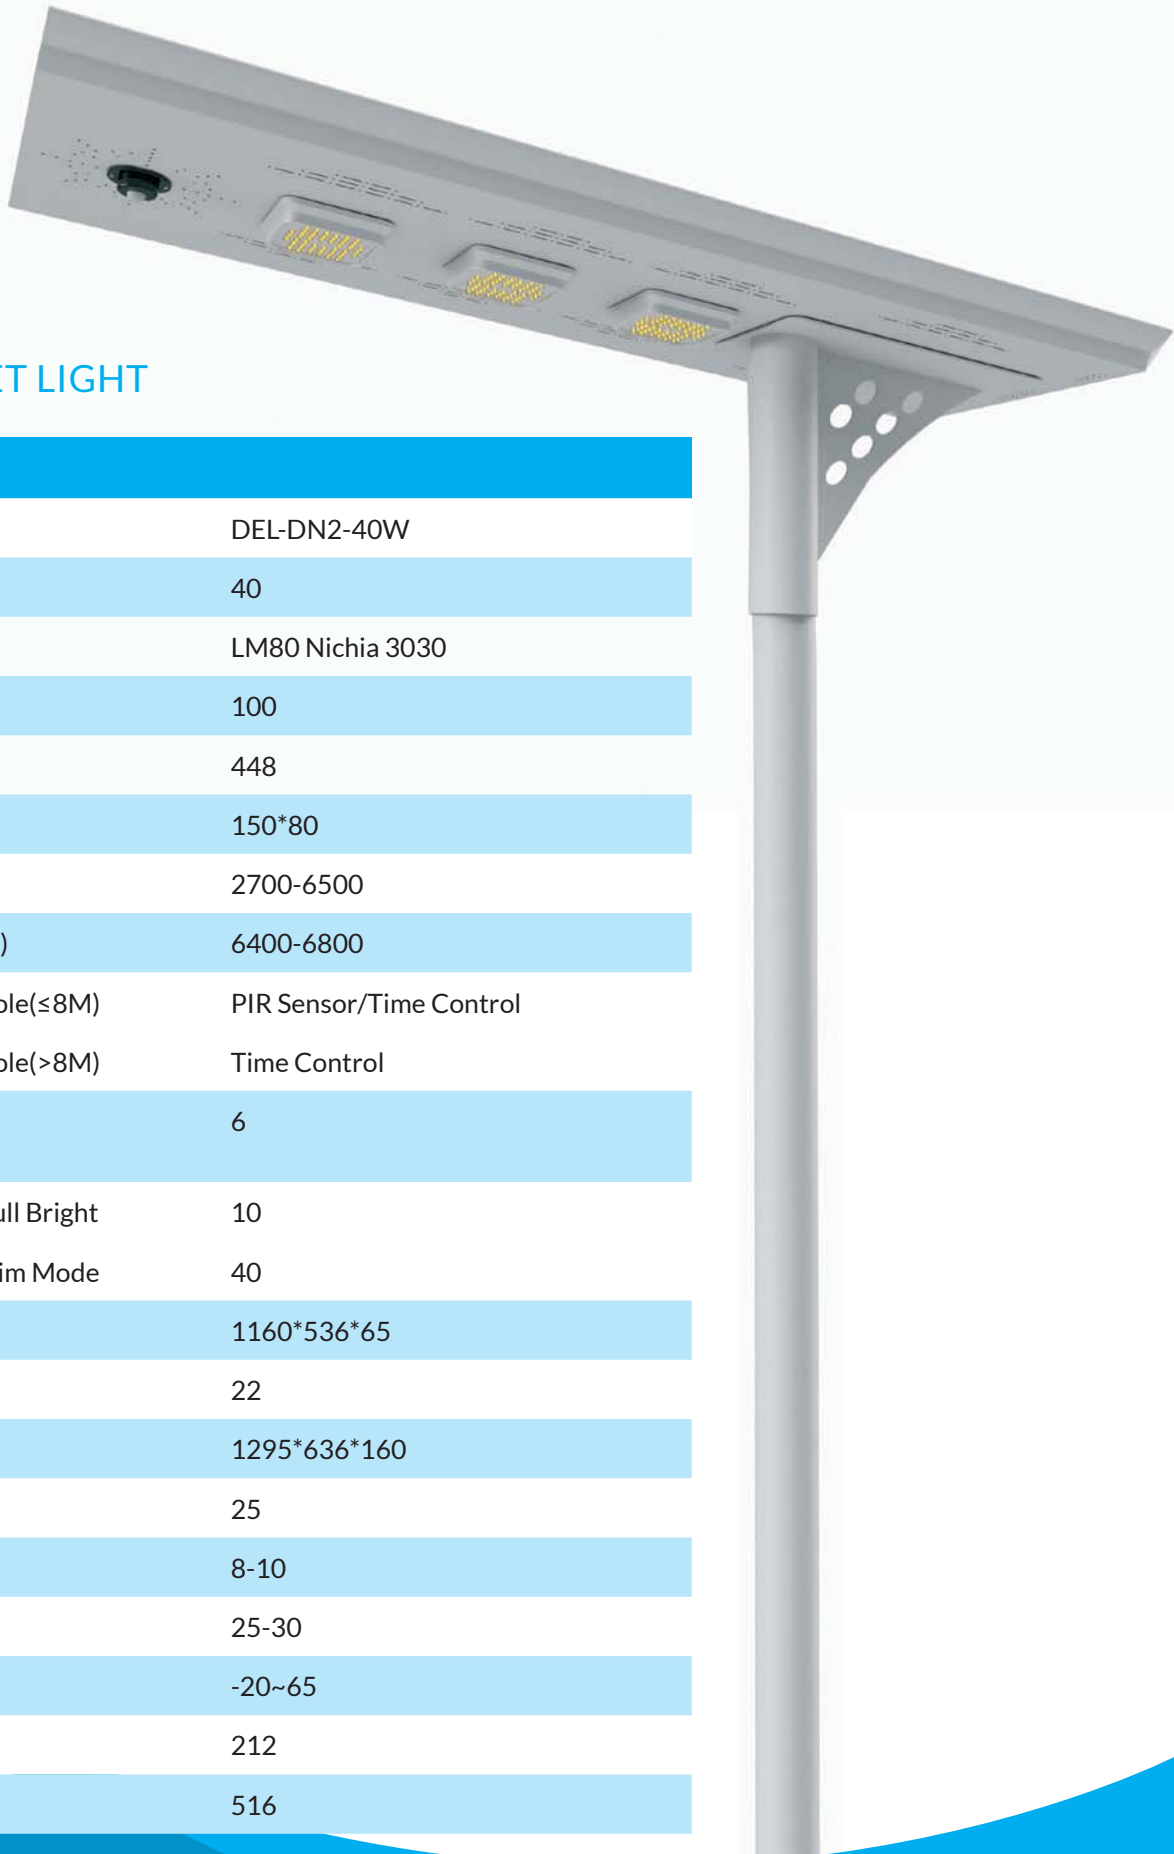 T LIGHT
DEL-DN2-40W
40
LM80 Nichia 3030
100
448
150*80
2700-6500
) 6400-6800
ole(≤8M) PIR Sensor/Time Control
ole(>8M) Time Control
6
ull Bright 10
im Mode 40
1160*536*65
22
1295*636*160
25
8-10
25-30
-20~65
212
516